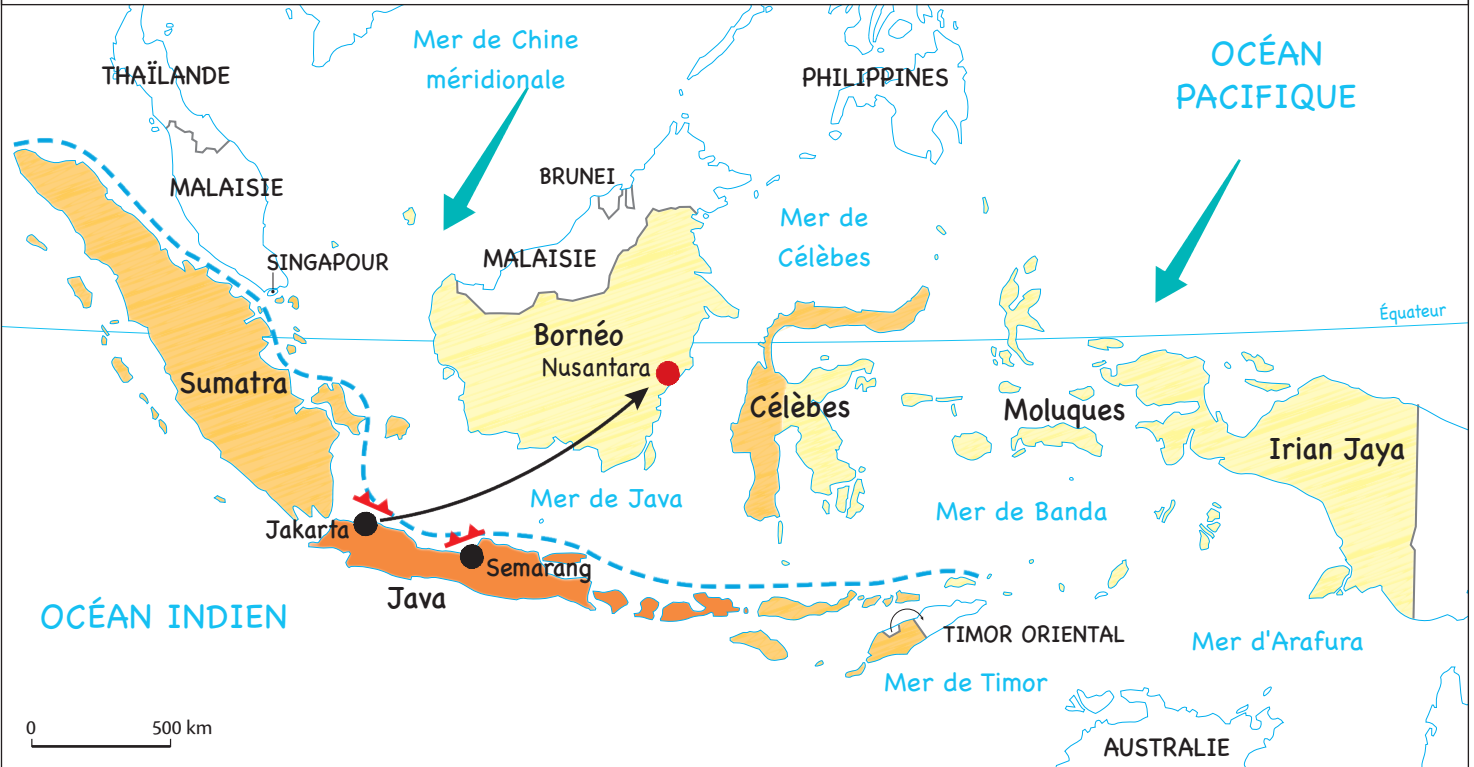 Mer de Chine
méridionale
THAÏLANDE
PHILIPPINES
OCÉAN
PACIFIQUE
MALAISIE
BRUNEI
Mer de
Célèbes
SINGAPOUR
MALAISIE
Équateur
Bornéo
Nusantara
Sumatra
Célèbes
Moluques
Irian Jaya
Mer de Java
Mer de Banda
Jakarta
Semarang
Java
OCÉAN INDIEN
TIMOR ORIENTAL
Mer d'Arafura
Mer de Timor
0 500 km
AUSTRALIE